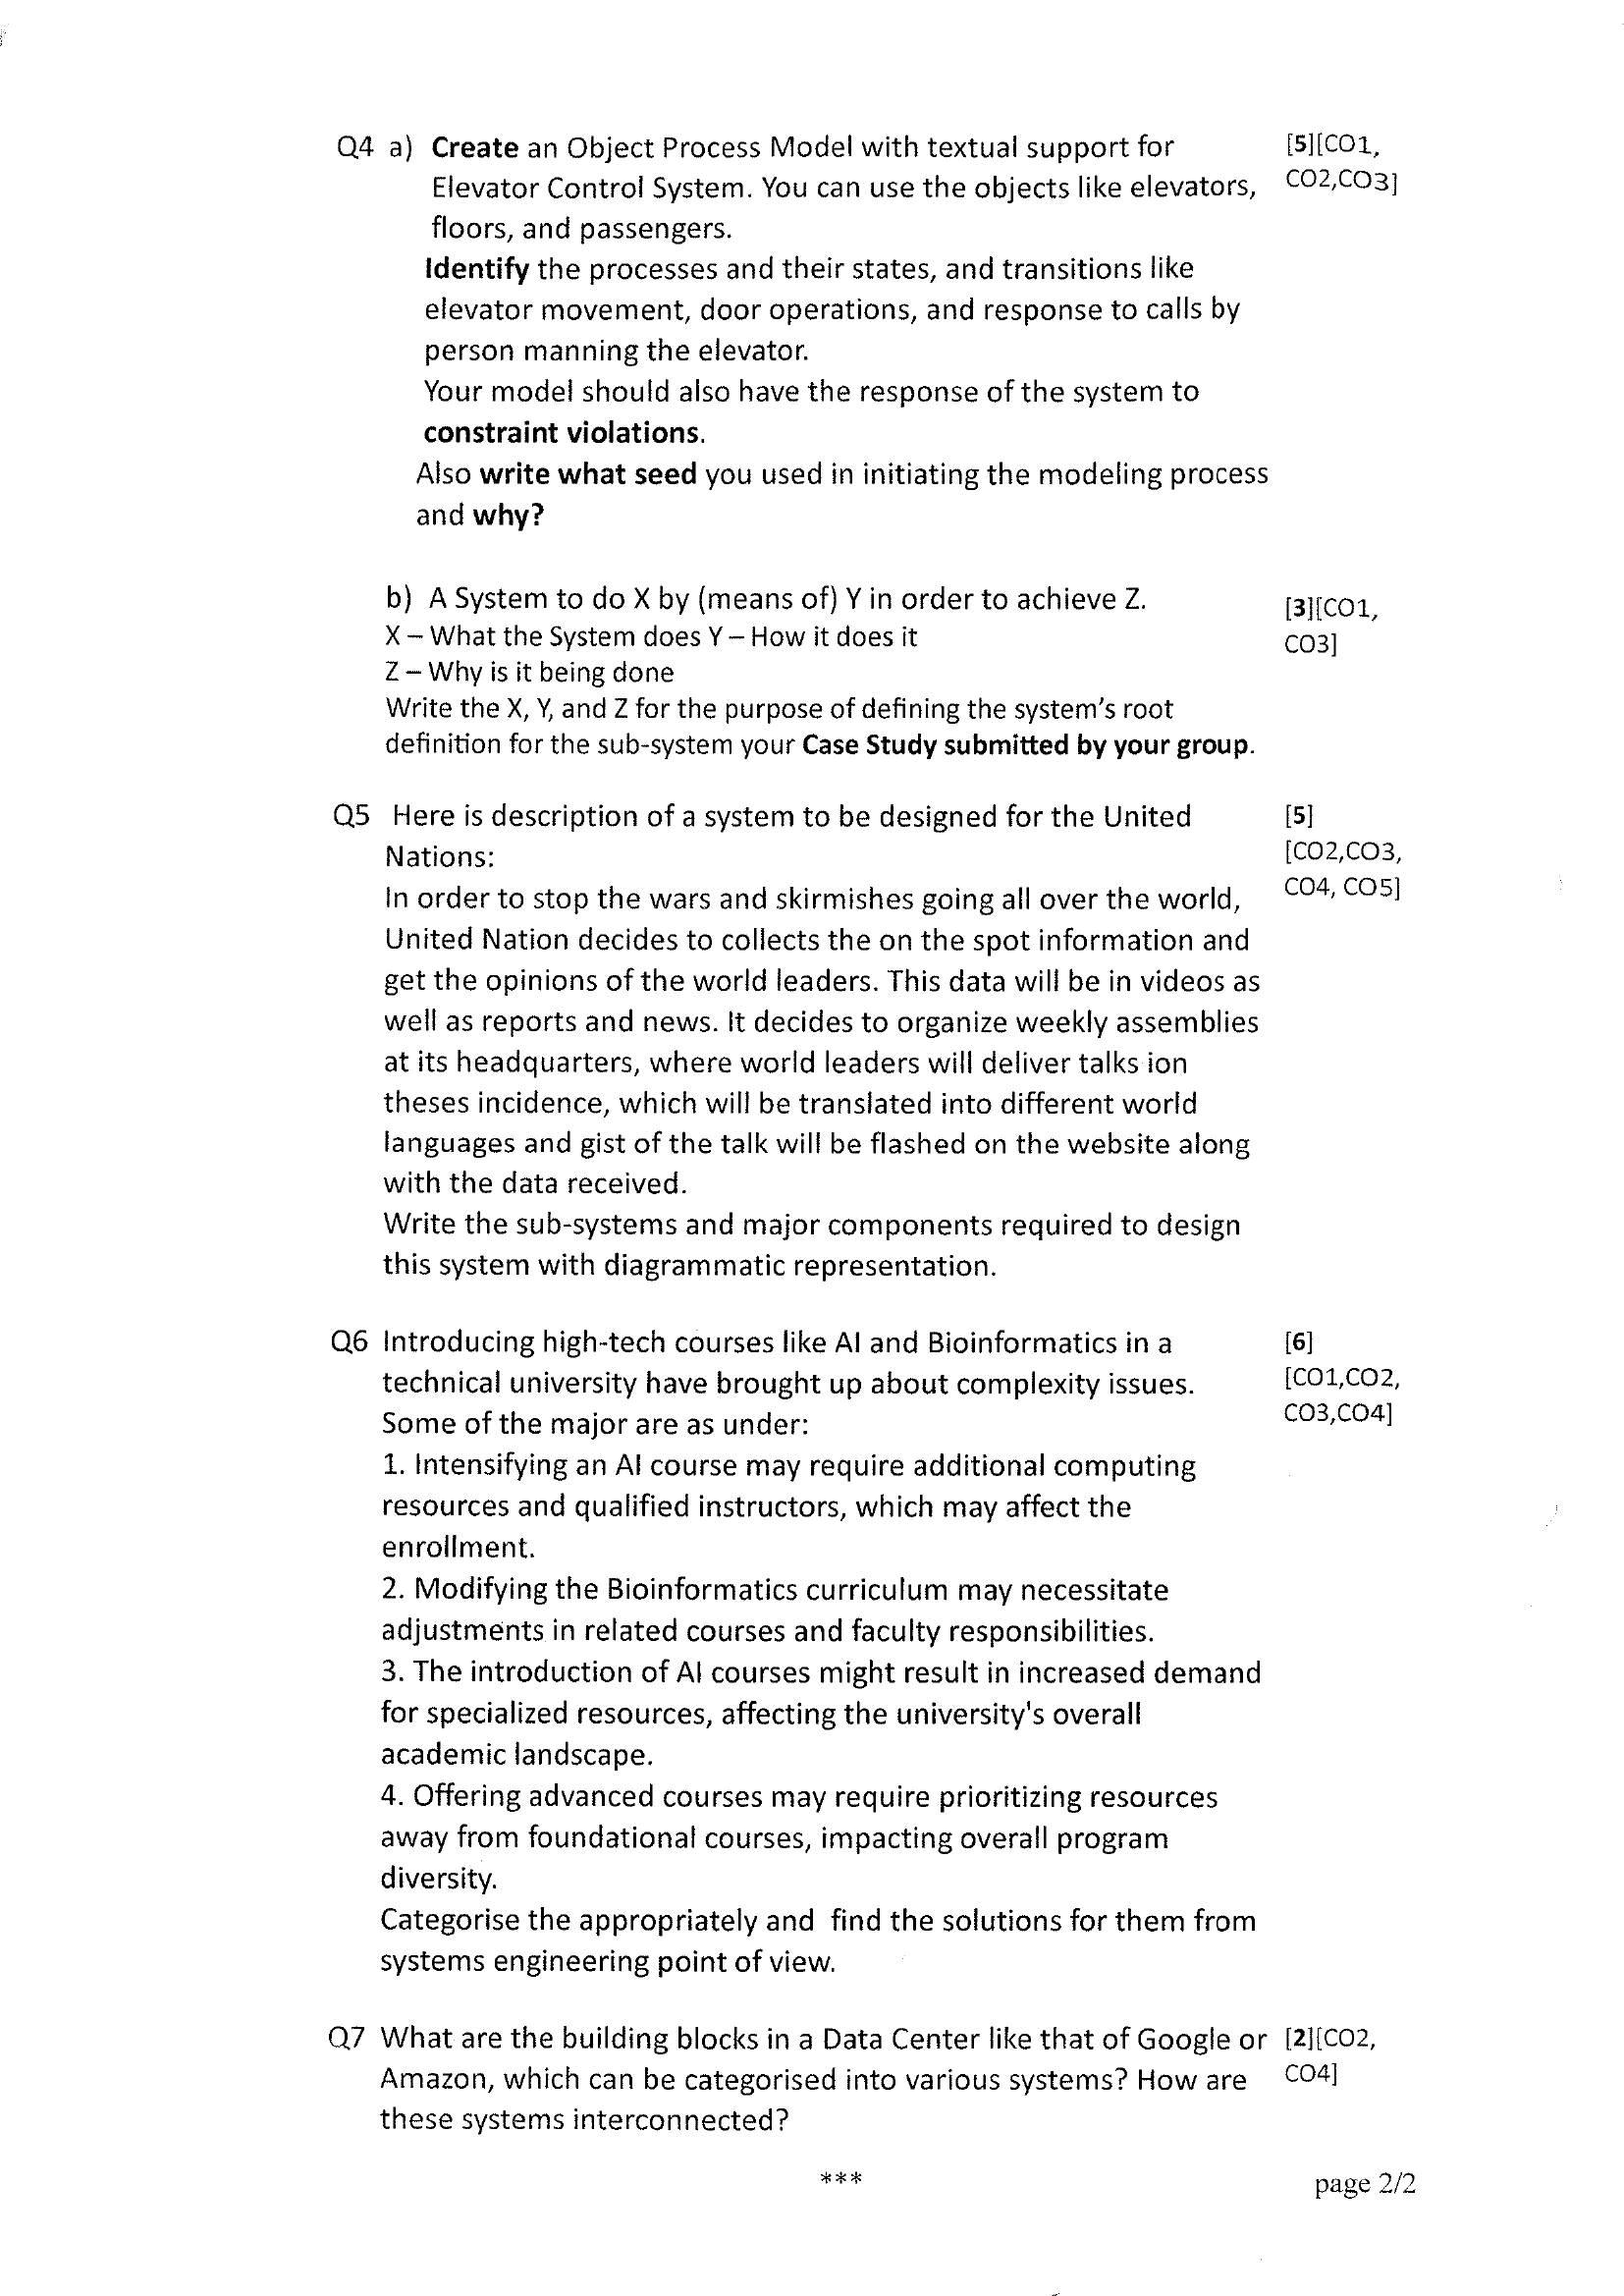 Q4 a) Create an Object Process Model with textual support for [5][CO1,
Elevator Control System. You can use the objects like elevators, CO2,CO3]
floors, and passengers.
Identify the processes and their states, and transitions like
elevator movement, door operations, and response to calls by
person manning the elevator.
Your model should also have the response of the system to
constraint violations.
Also write what seed you used in initiating the modeling process
and why?
b) A System to do X by (means of) Y in order to achieve Z. [3][CO1,
X – What the System does Y – How it does it CO3]
Z – Why is it being done
Write the X, Y, and Z for the purpose of defining the system's root
definition for the sub-system your Case Study submitted by your group.
Q5 Here is description of a system to be designed for the United [5]
Nations: [CO2,CO3,
In order to stop the wars and skirmishes going all over the world, CO4, CO5]
United Nation decides to collects the on the spot information and
get the opinions of the world leaders. This data will be in videos as
well as reports and news. It decides to organize weekly assemblies
at its headquarters, where world leaders will deliver talks ion
theses incidence, which will be translated into different world
languages and gist of the talk will be flashed on the website along
with the data received.
Write the sub-systems and major components required to design
this system with diagrammatic representation.
Q6 Introducing high-tech courses like AI and Bioinformatics in a [6]
technical university have brought up about complexity issues. [CO1,CO2,
Some of the major are as under: CO3,CO4]
1. Intensifying an AI course may require additional computing
resources and qualified instructors, which may affect the
enrollment.
2. Modifying the Bioinformatics curriculum may necessitate
adjustments in related courses and faculty responsibilities.
3. The introduction of AI courses might result in increased demand
for specialized resources, affecting the university's overall
academic landscape.
4. Offering advanced courses may require prioritizing resources
away from foundational courses, impacting overall program
diversity.
Categorise the appropriately and find the solutions for them from
systems engineering point of view.
Q7 What are the building blocks in a Data Center like that of Google or [2][CO2,
Amazon, which can be categorised into various systems? How are CO4]
these systems interconnected?
***
page 2/2